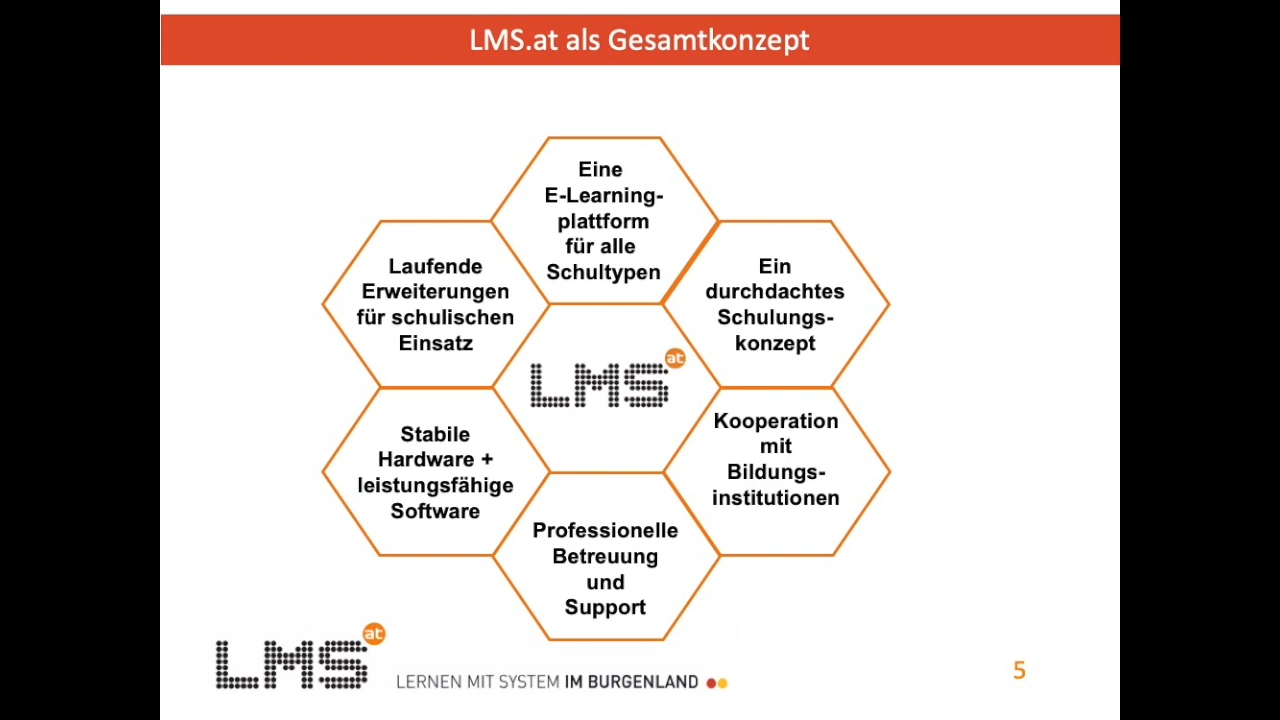 LMS.at als Gesamtkonzept
Eine
E-Learning-
plattform
für alle
Schultypen
Laufende
Erweiterungen
für schulischen
Einsatz
Ein
durchdachtes
Schulungs-
konzept
LMS at
Stabile
Hardware +
leistungsfähige
Software
Kooperation
mit
Bildungs-
institutionen
Professionelle
Betreuung
und
Support
LMS at
LERNEN MIT SYSTEM IM BURGENLAND
5